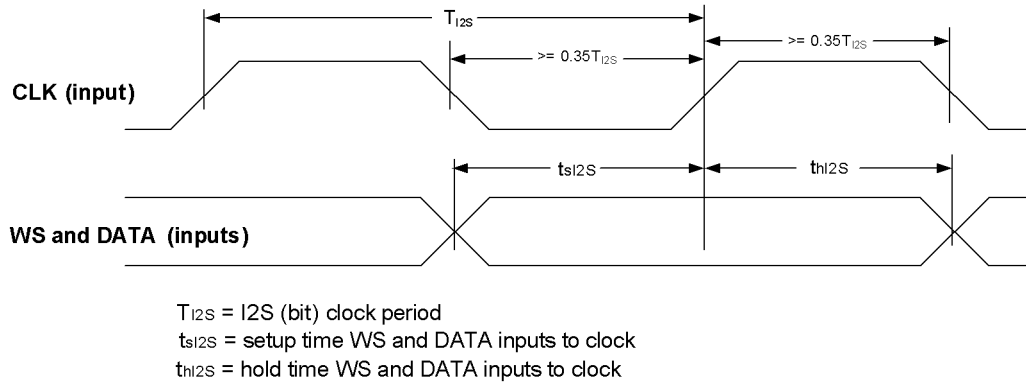 TI2S
>= 0.35TI2S
>= 0.35TI2S
CLK (input)
tsI2S
thI2S
WS and DATA (inputs)
TI2S = I2S (bit) clock period
tsI2S = setup time WS and DATA inputs to clock
thI2S = hold time WS and DATA inputs to clock